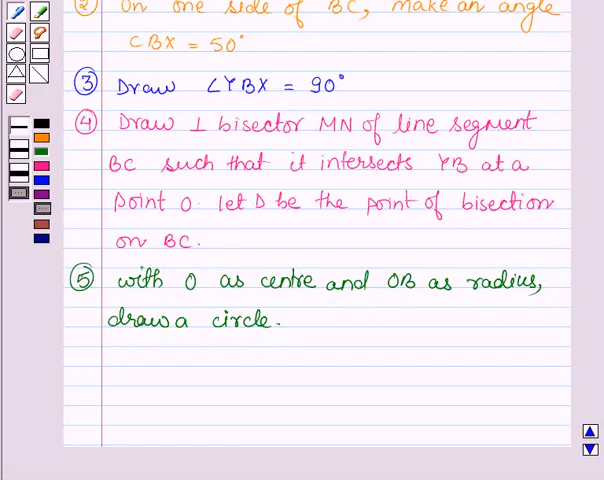 ② On one side of BC, make an angle
CBX = 50°
③ Draw ∠YBX = 90°
④ Draw ⊥ bisector MN of line segment
BC such that it intersects YB at a
point O. let D be the point of bisection
on BC.
⑤ with O as centre and OB as radius,
draw a circle.